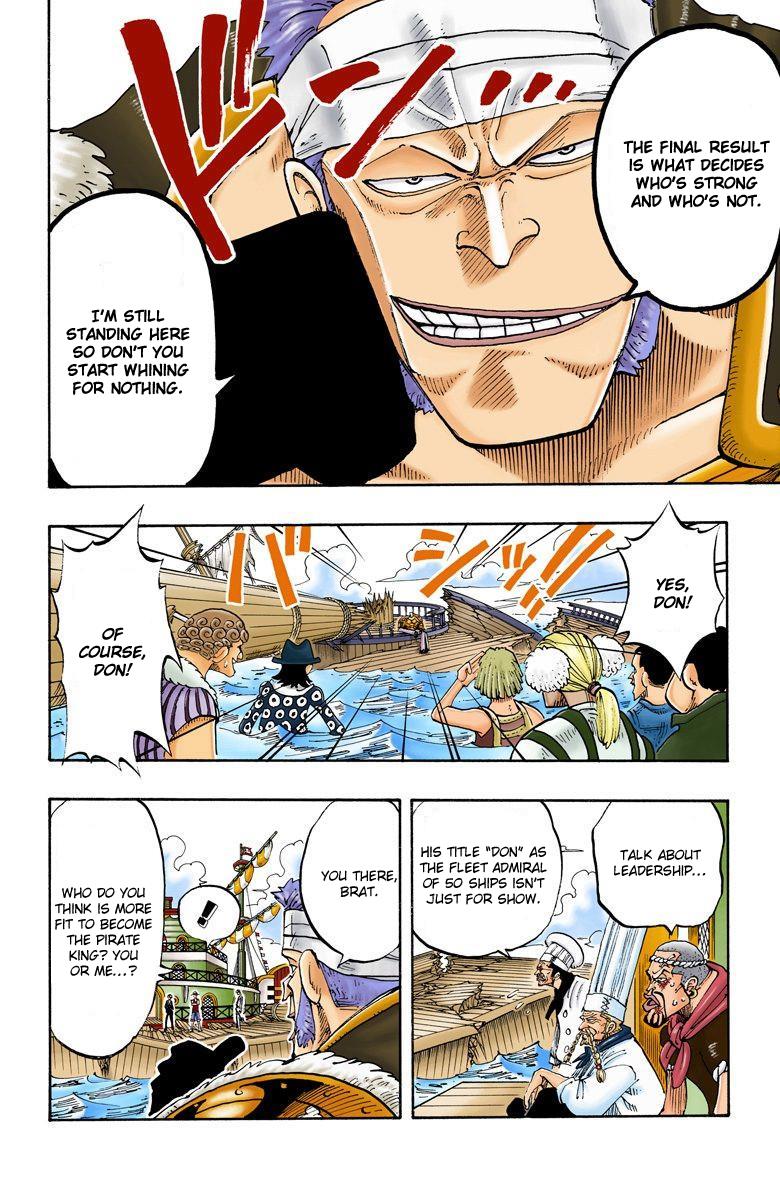 ドン!!
THE FINAL RESULT
IS WHAT DECIDES
WHO'S STRONG
AND WHO'S NOT.
I'M STILL
STANDING HERE
SO DON'T YOU
START WHINING
FOR NOTHING.
YES,
DON!
バシッ!!
OF
COURSE,
DON!
TALK ABOUT
LEADERSHIP...
HIS TITLE "DON" AS
THE FLEET ADMIRAL
OF 50 SHIPS ISN'T
JUST FOR SHOW.
YOU THERE,
BRAT.
!
WHO DO YOU
THINK IS MORE
FIT TO BECOME
THE PIRATE
KING? YOU
OR ME...?